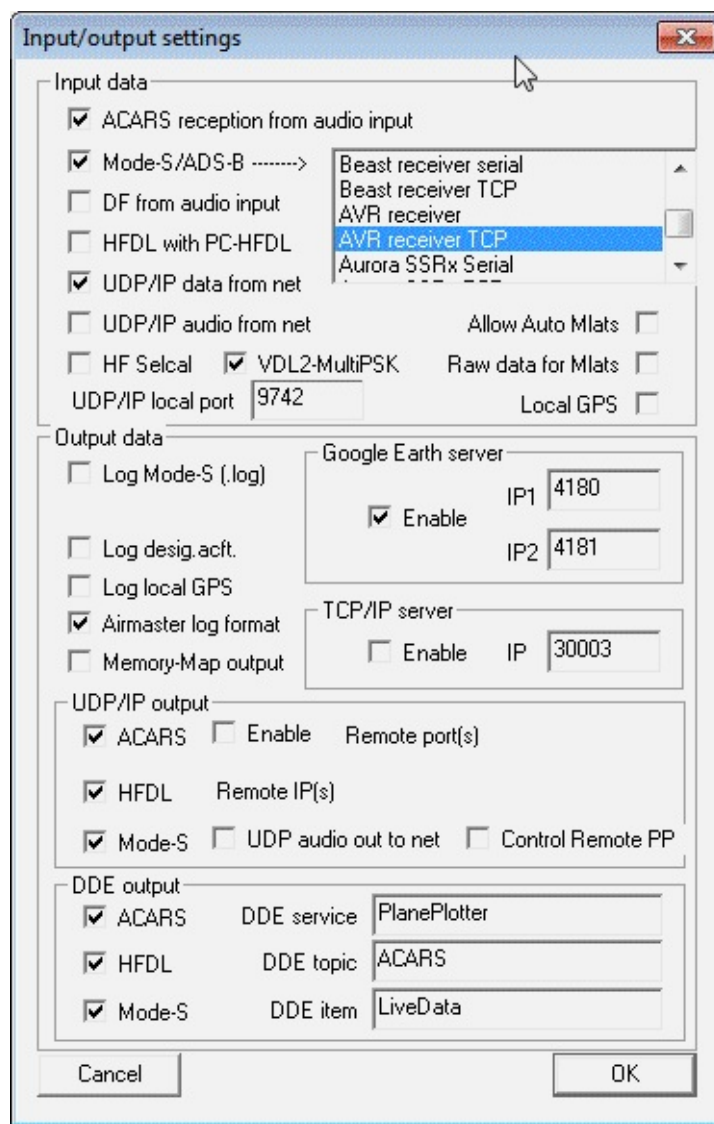 Input/output settings
Input data
ACARS reception from audio input
Mode-S/ADS-B ------->
Beast receiver serial
Beast receiver TCP
AVR receiver
AVR receiver TCP
Aurora SSRx Serial
DF from audio input
HFDL with PC-HFDL
UDP/IP data from net
UDP/IP audio from net
Allow Auto Mlats
HF Selcal
VDL2-MultiPSK
Raw data for Mlats
UDP/IP local port
9742
Local GPS
Output data
Log Mode-S (.log)
Google Earth server
Enable
IP1
4180
IP2
4181
Log desig.acft.
Log local GPS
Airmaster log format
Memory-Map output
TCP/IP server
Enable
IP
30003
UDP/IP output
ACARS
Enable
Remote port(s)
HFDL
Remote IP(s)
Mode-S
UDP audio out to net
Control Remote PP
DDE output
ACARS
DDE service
PlanePlotter
HFDL
DDE topic
ACARS
Mode-S
DDE item
LiveData
Cancel
OK